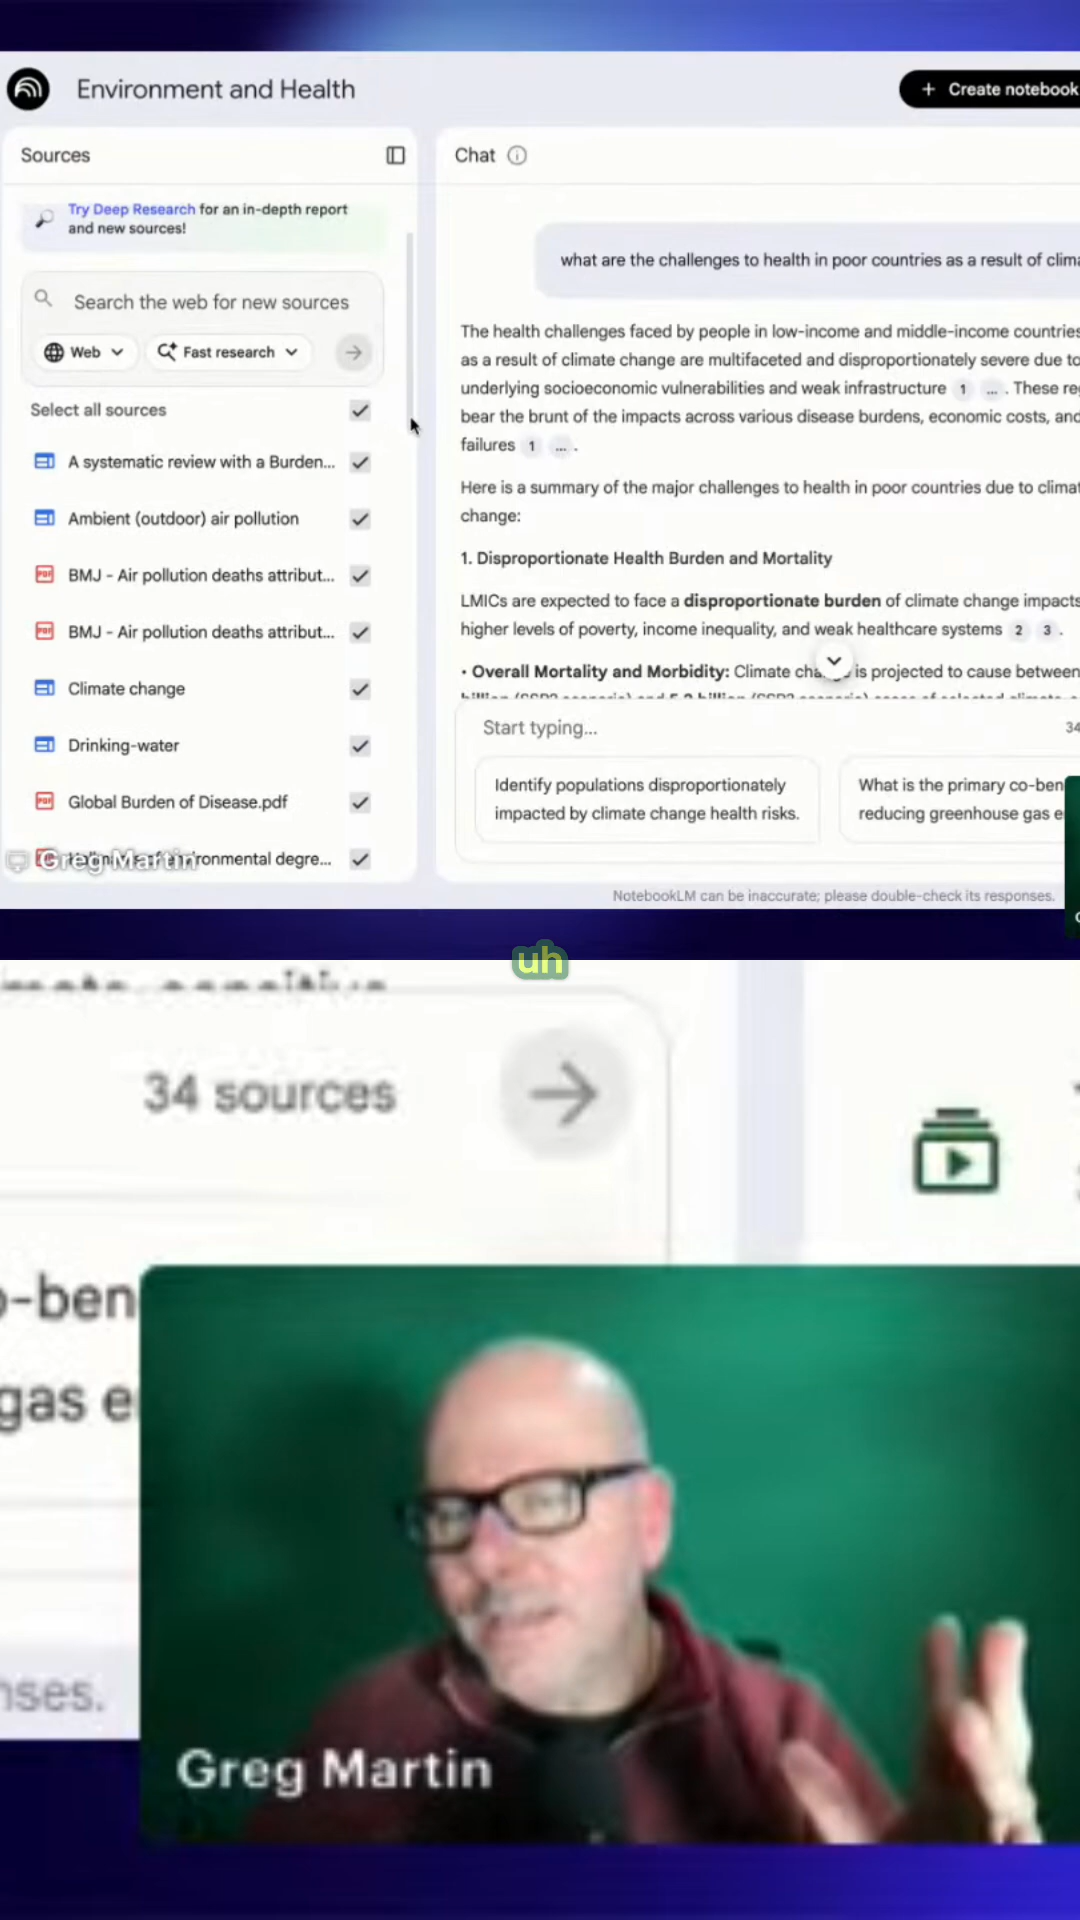 Environment and Health
+ Create notebook
Sources
Chat
Try Deep Research for an in-depth report
and new sources!
Search the web for new sources
Web
Fast research
Select all sources
A systematic review with a Burden...
Ambient (outdoor) air pollution
BMJ - Air pollution deaths attribut...
BMJ - Air pollution deaths attribut...
Climate change
Drinking-water
Global Burden of Disease.pdf
environmental degre...
Greg Martin
what are the challenges to health in poor countries as a result of clima
The health challenges faced by people in low-income and middle-income countries
as a result of climate change are multifaceted and disproportionately severe due to
underlying socioeconomic vulnerabilities and weak infrastructure 1 ... . These re
bear the brunt of the impacts across various disease burdens, economic costs, and
failures 1 ... .
Here is a summary of the major challenges to health in poor countries due to climat
change:
1. Disproportionate Health Burden and Mortality
LMICs are expected to face a disproportionate burden of climate change impacts
higher levels of poverty, income inequality, and weak healthcare systems 2 3 .
• Overall Mortality and Morbidity: Climate cha is projected to cause between
Start typing...
34
Identify populations disproportionately
impacted by climate change health risks.
What is the primary co-ben
reducing greenhouse gas e
NotebookLM can be inaccurate; please double-check its responses.
uh
34 sources
o-ben
gas e
nses.
Greg Martin